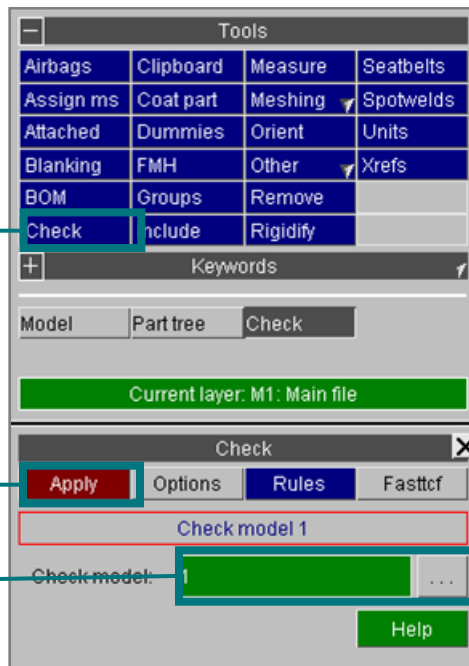 Tools
Airbags Clipboard Measure Seatbelts
Assign ms Coat part Meshing Spotwelds
Attached Dummies Orient Units
Blanking FMH Other Xrefs
BOM Groups Remove
Check Include Rigidify
Keywords
Model Part tree Check
Current layer: M1: Main file
Check
Apply Options Rules Fasttcf
Check model 1
Check model: 1 ...
Help